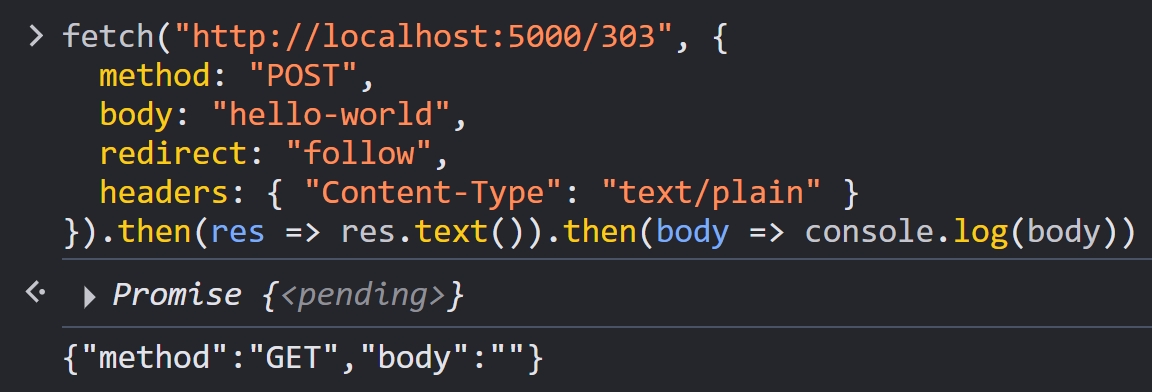 fetch("http://localhost:5000/303", {
method: "POST",
body: "hello-world",
redirect: "follow",
headers: { "Content-Type": "text/plain" }
}).then(res => res.text()).then(body => console.log(body))
Promise {<pending>}
{"method":"GET","body":""}